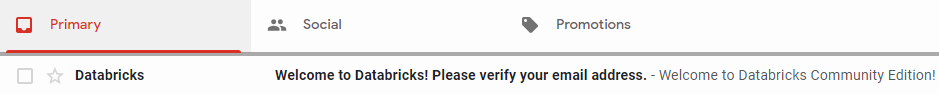 Primary Social Promotions
Databricks Welcome to Databricks! Please verify your email address. - Welcome to Databricks Community Edition!